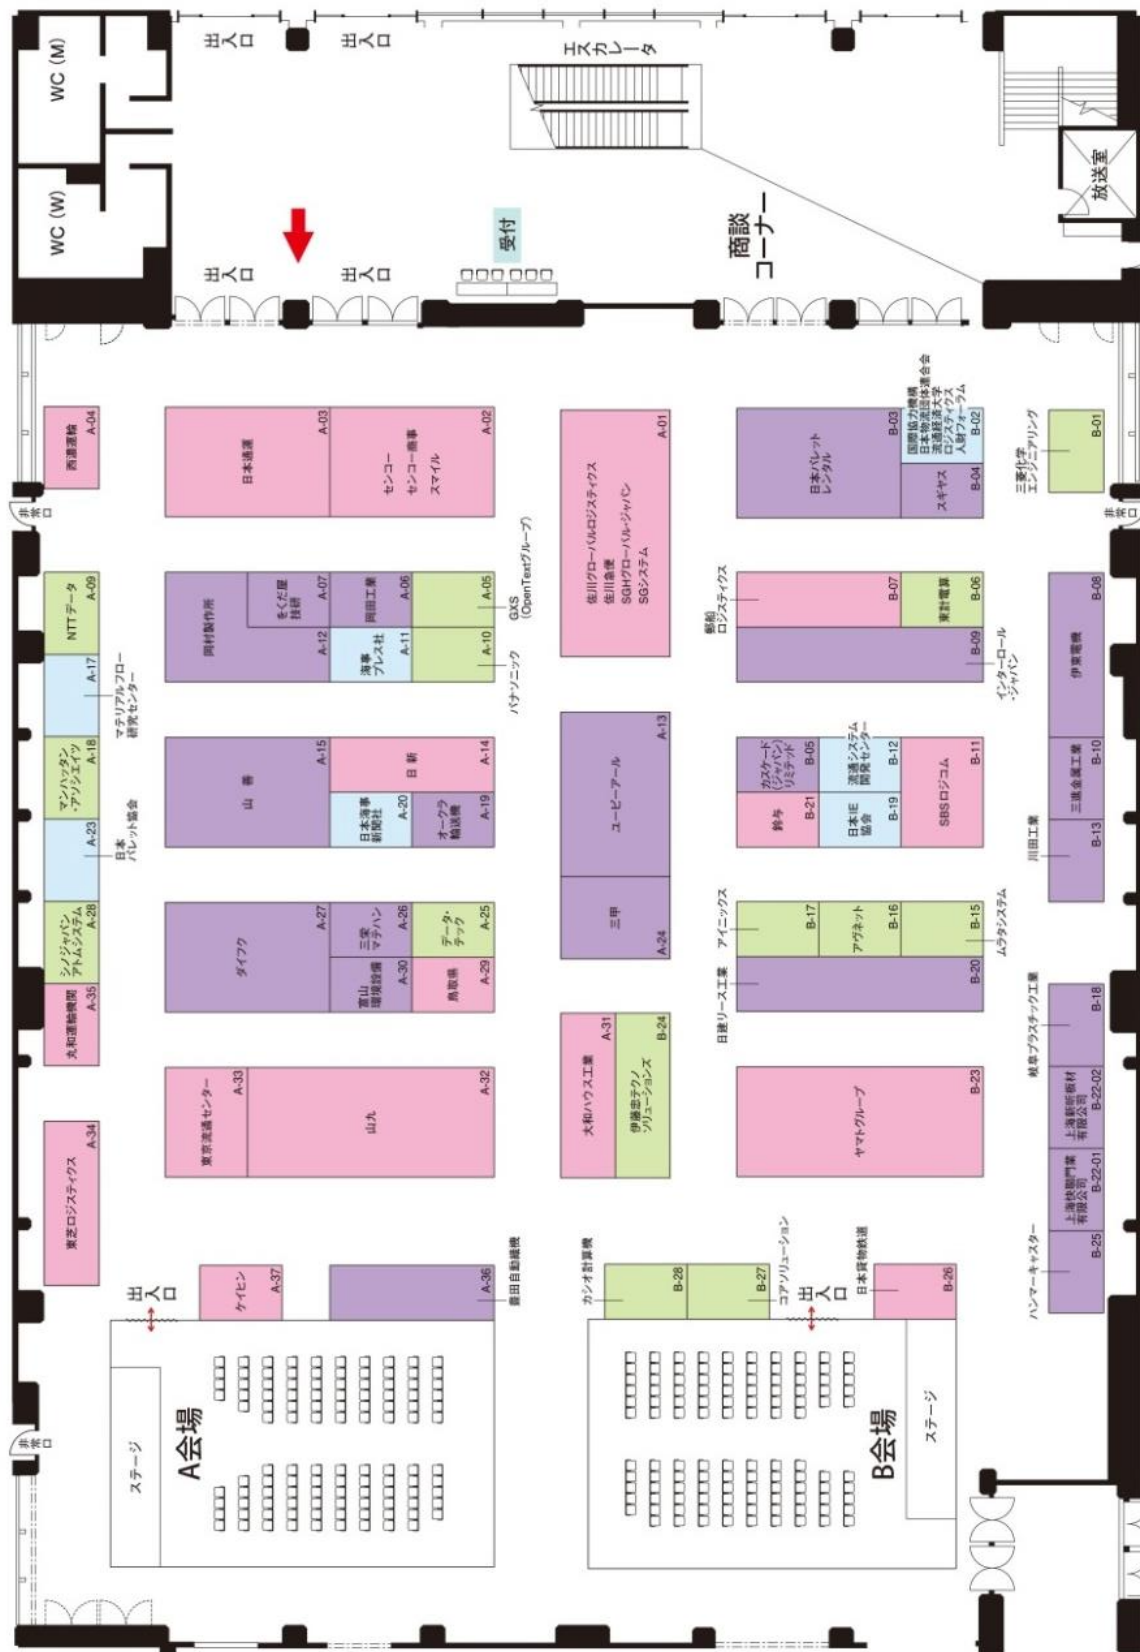 WC (M)
WC (W)
出入口
出入口
エスカレータ
放送室
出入口
出入口
受付
商談
コーナー
非常口
非常口
西濃運輸
A-04
日本通運
A-03
センコー
センコー商事
スマイル
A-02
佐川グローバルロジスティクス
佐川急便
SGHグローバル・ジャパン
SGシステム
A-01
日本パレット
レンタル
B-03
国際協力機構
日本物流団体連合会
流通経済大学
ロジスティクス
人財フォーラム
B-02
スギヤス
B-04
三菱化学
エンジニアリング
B-01
NTTデータ
A-09
A-17
マテリアルフロー
研究センター
マンハッタン
・アソシエイツ
A-18
A-23
日本
パレット協会
シノジャパン
アトムシステム
A-28
丸和運輸機関
A-35
東芝ロジスティクス
A-34
岡村製作所
A-12
をくだ屋
技研
A-07
岡田工業
A-06
海事
プレス社
A-11
A-05
GXS
(OpenTextグループ)
A-10
パナソニック
郵船
ロジスティクス
B-07
東計電算
B-06
B-09
インターロール
・ジャパン
伊東電機
B-08
山善
A-15
日新
A-14
日本海事
新聞社
A-20
オークラ
輸送機
A-19
ユーピーアール
A-13
三甲
A-24
カスケード
(ジャパン)
リミテッド
B-05
流通システム
開発センター
B-12
鈴与
B-21
日本IE
協会
B-19
SBSロジコム
B-11
三進金属工業
B-10
川田工業
B-13
ダイフク
A-27
三栄
マテハン
A-26
データ・
テック
A-25
富山
環境設備
A-30
鳥取県
A-29
アイニックス
B-17
アヴネット
B-16
B-15
ムラタシステム
日建リース工業
B-20
岐阜プラスチック工業
B-18
大和ハウス工業
A-31
伊藤忠テクノ
ソリューションズ
B-24
東京流通センター
A-33
山九
A-32
ヤマトグループ
B-23
上海新昕板材
有限公司
B-22-02
上海快聯門業
有限公司
B-22-01
ハンマーキャスター
B-25
出入口
ケイヒン
A-37
A-36
豊田自動織機
カシオ計算機
B-28
B-27
コアソリューション
出入口
日本貨物鉄道
B-26
ステージ
A会場
B会場
ステージ
非常口